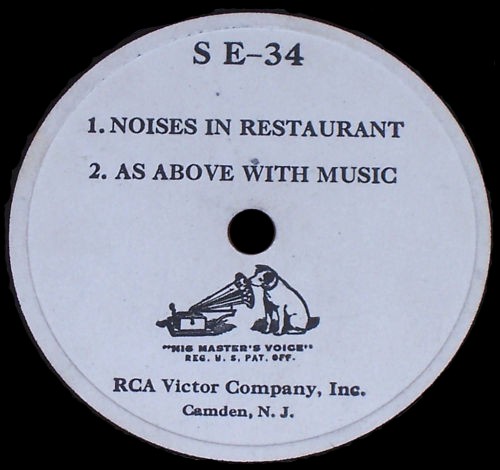 S E-34
1. NOISES IN RESTAURANT
2. AS ABOVE WITH MUSIC
"HIS MASTER'S VOICE"
REG. U. S. PAT. OFF.
RCA Victor Company, Inc.
Camden, N. J.